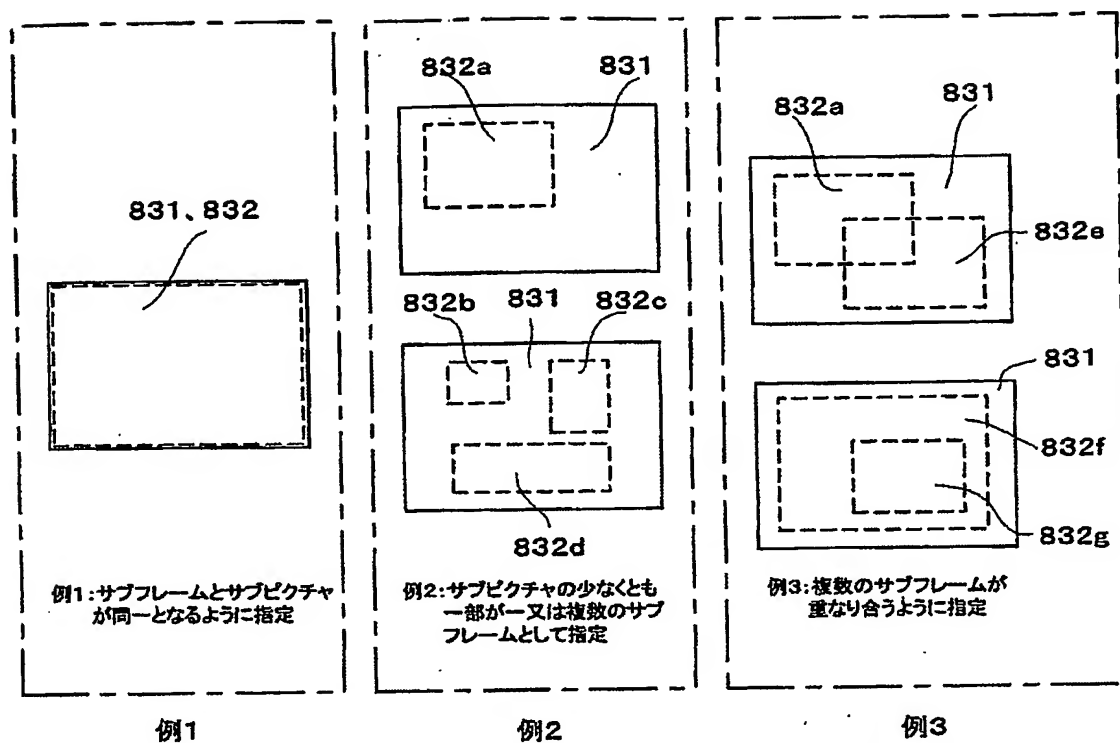 831、832
例1:サブフレームとサブピクチャ
が同一となるように指定
例1
832a
831
832b
831
832c
832d
例2:サブピクチャの少なくとも
一部が一又は複数のサブ
フレームとして指定
例2
832a
831
832e
831
832f
832g
例3:複数のサブフレームが
重なり合うように指定
例3